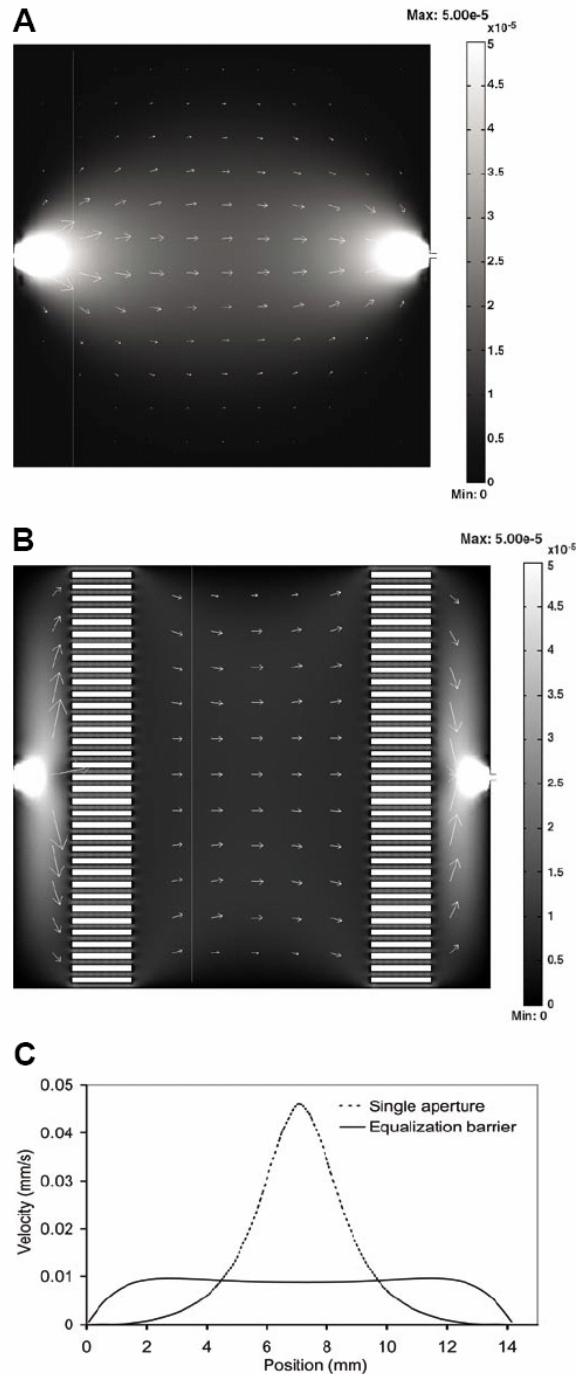 A
Max: 5.00e-5
x10⁻⁵
5
4.5
4
3.5
3
2.5
2
1.5
1
0.5
0
Min: 0
B
Max: 5.00e-5
x10⁻⁵
5
4.5
4
3.5
3
2.5
2
1.5
1
0.5
0
Min: 0
C
0.05
0.04
0.03
0.02
0.01
0
Velocity (mm/s)
Single aperture
Equalization barrier
0 2 4 6 8 10 12 14
Position (mm)